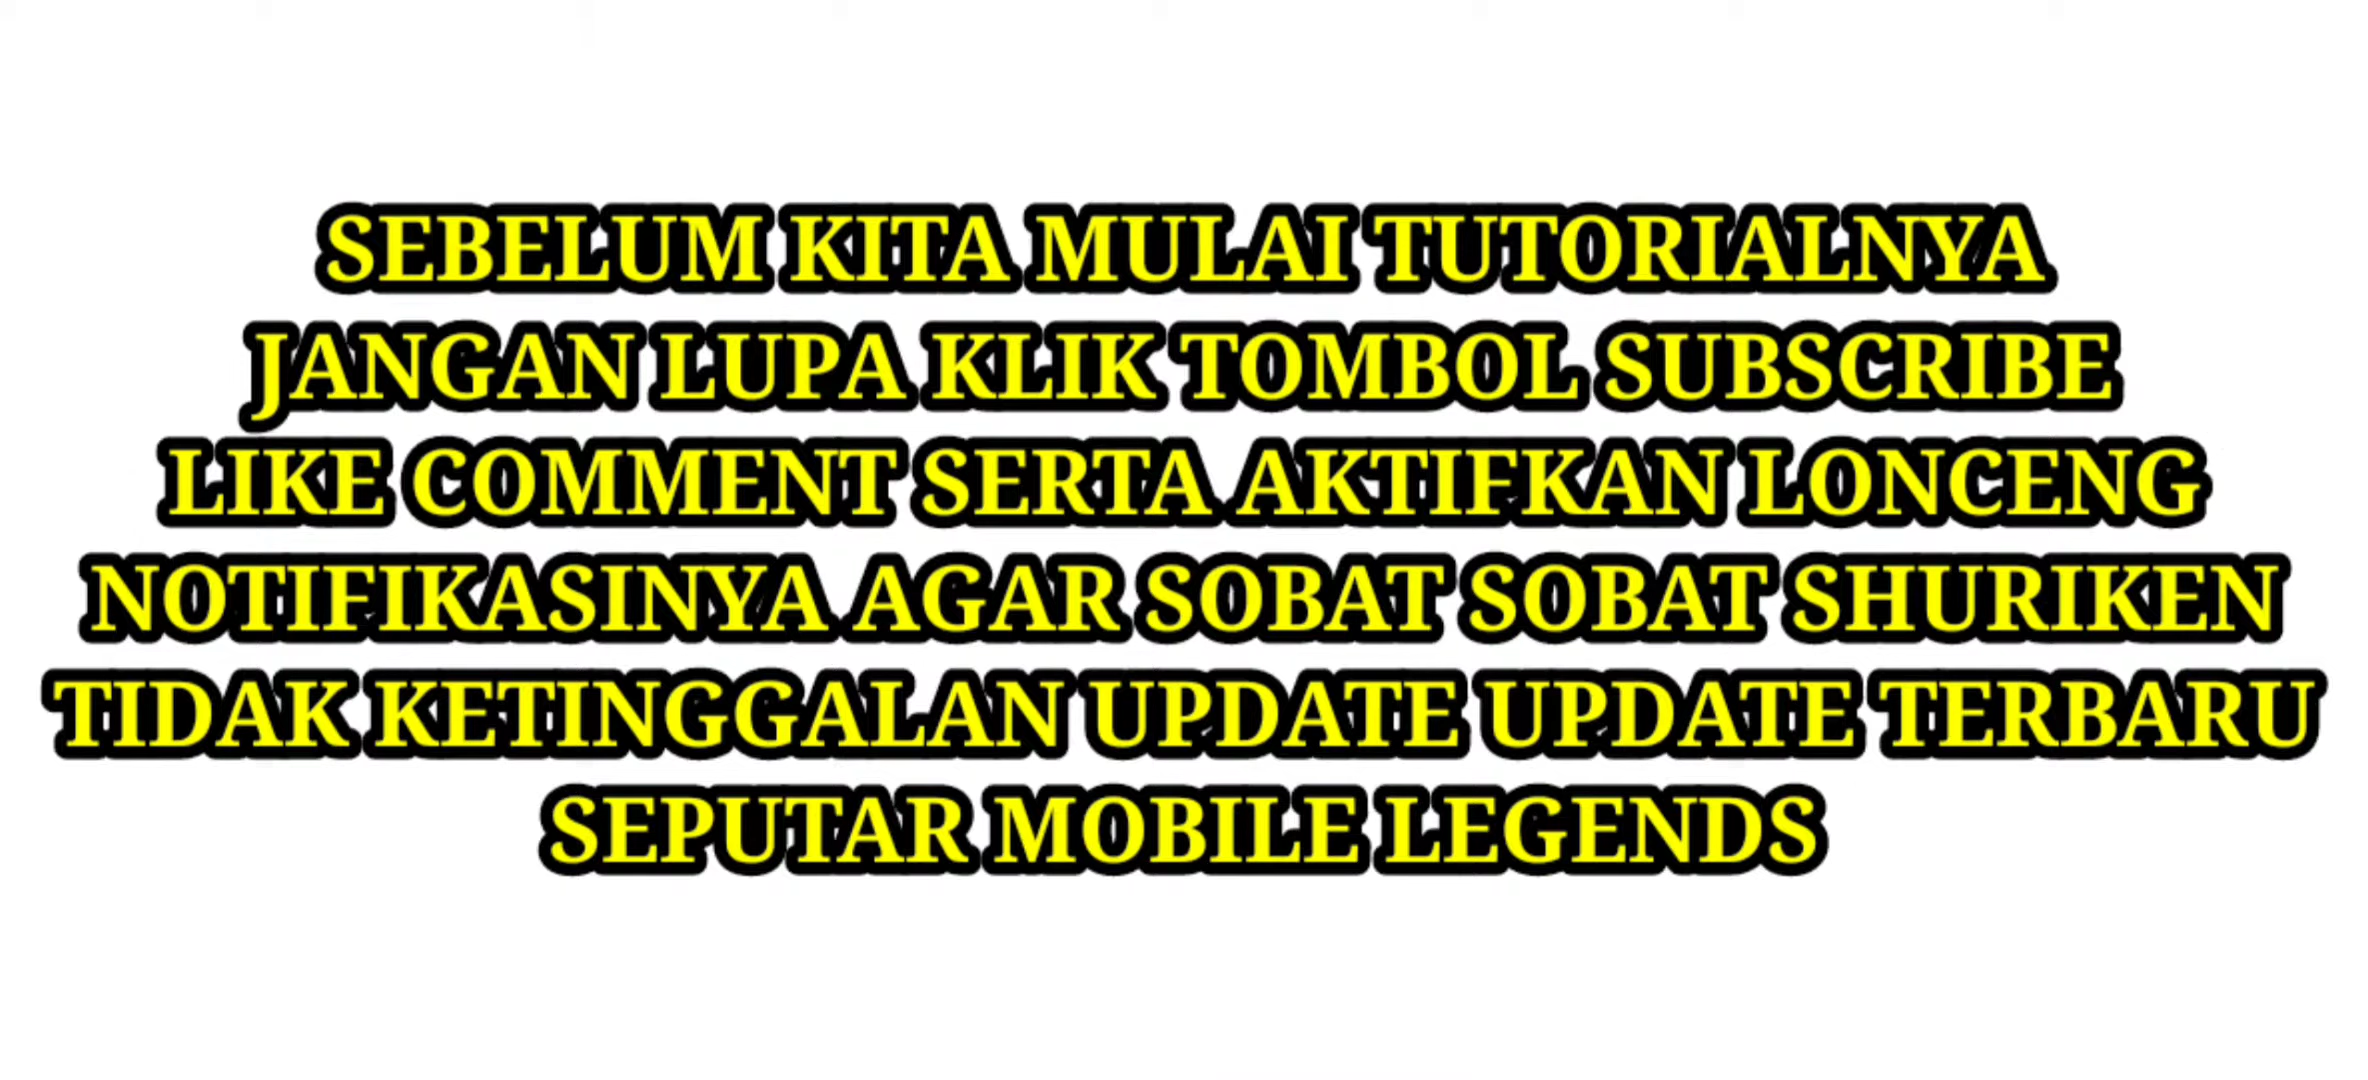 SEBELUM KITA MULAI TUTORIALNYA
JANGAN LUPA KLIK TOMBOL SUBSCRIBE
LIKE COMMENT SERTA AKTIFKAN LONCENG
NOTIFIKASINYA AGAR SOBAT SOBAT SHURIKEN
TIDAK KETINGGALAN UPDATE UPDATE TERBARU
SEPUTAR MOBILE LEGENDS